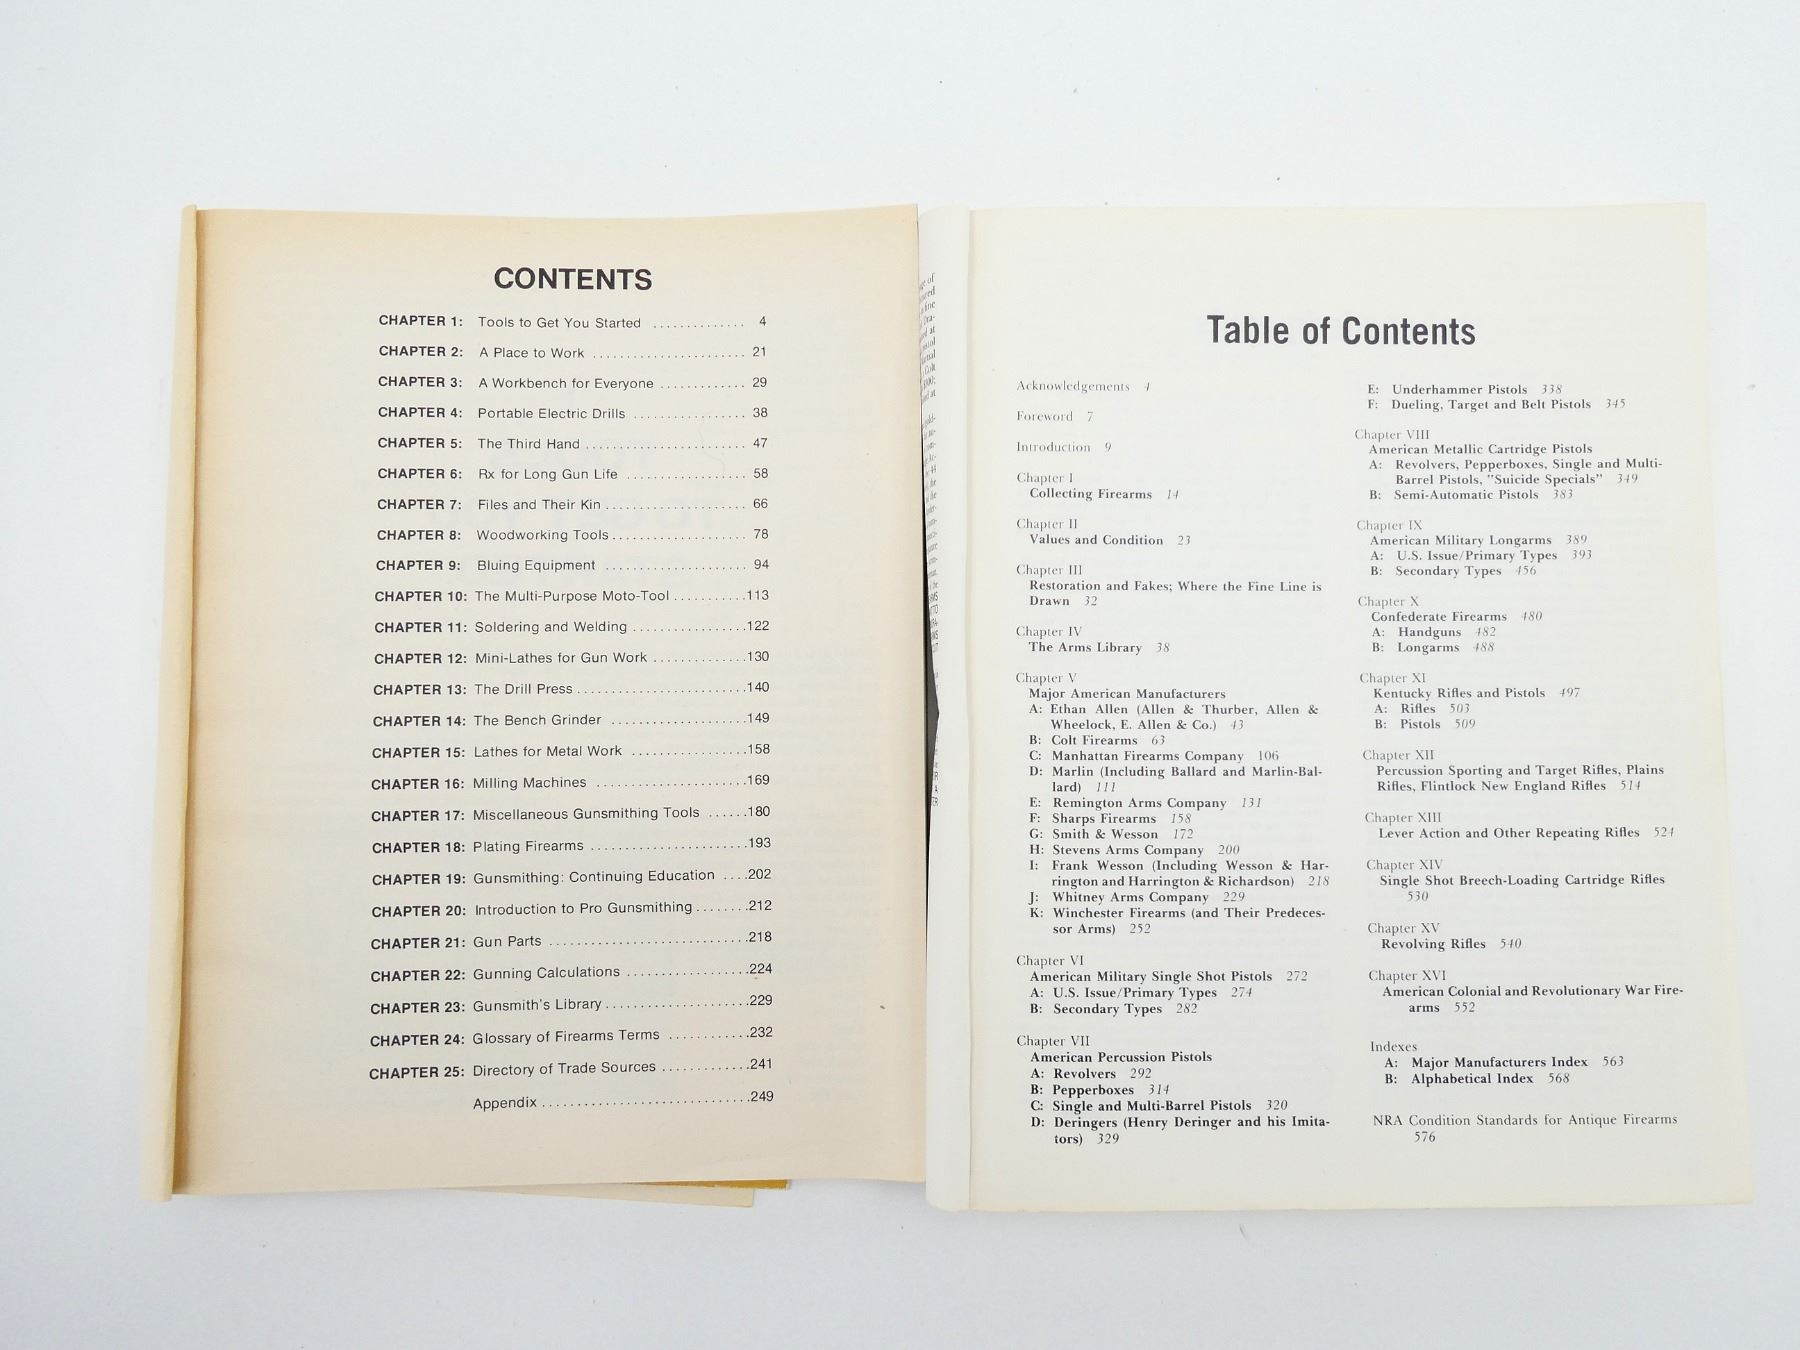 CONTENTS
CHAPTER 1: Tools to Get You Started .............. 4
CHAPTER 2: A Place to Work ....................... 21
CHAPTER 3: A Workbench for Everyone ............. 29
CHAPTER 4: Portable Electric Drills ................. 38
CHAPTER 5: The Third Hand ........................ 47
CHAPTER 6: Rx for Long Gun Life ................... 58
CHAPTER 7: Files and Their Kin ..................... 66
CHAPTER 8: Woodworking Tools .................... 78
CHAPTER 9: Bluing Equipment ...................... 94
CHAPTER 10: The Multi-Purpose Moto-Tool ..........113
CHAPTER 11: Soldering and Welding .................122
CHAPTER 12: Mini-Lathes for Gun Work ..............130
CHAPTER 13: The Drill Press .........................140
CHAPTER 14: The Bench Grinder ....................149
CHAPTER 15: Lathes for Metal Work .................158
CHAPTER 16: Milling Machines ......................169
CHAPTER 17: Miscellaneous Gunsmithing Tools ......180
CHAPTER 18: Plating Firearms .......................193
CHAPTER 19: Gunsmithing: Continuing Education ....202
CHAPTER 20: Introduction to Pro Gunsmithing ........212
CHAPTER 21: Gun Parts .............................218
CHAPTER 22: Gunning Calculations ..................224
CHAPTER 23: Gunsmith's Library .....................229
CHAPTER 24: Glossary of Firearms Terms ............232
CHAPTER 25: Directory of Trade Sources .............241
Appendix ...............................249
Table of Contents
Acknowledgements 4
Foreword 7
Introduction 9
Chapter I
Collecting Firearms 14
Chapter II
Values and Condition 23
Chapter III
Restoration and Fakes; Where the Fine Line is
Drawn 32
Chapter IV
The Arms Library 38
Chapter V
Major American Manufacturers
A: Ethan Allen (Allen & Thurber, Allen &
Wheelock, E. Allen & Co.) 43
B: Colt Firearms 63
C: Manhattan Firearms Company 106
D: Marlin (Including Ballard and Marlin-Bal-
lard) 111
E: Remington Arms Company 131
F: Sharps Firearms 158
G: Smith & Wesson 172
H: Stevens Arms Company 200
I: Frank Wesson (Including Wesson & Har-
rington and Harrington & Richardson) 218
J: Whitney Arms Company 229
K: Winchester Firearms (and Their Predeces-
sor Arms) 252
Chapter VI
American Military Single Shot Pistols 272
A: U.S. Issue/Primary Types 274
B: Secondary Types 282
Chapter VII
American Percussion Pistols
A: Revolvers 292
B: Pepperboxes 314
C: Single and Multi-Barrel Pistols 320
D: Deringers (Henry Deringer and his Imita-
tors) 329
E: Underhammer Pistols 338
F: Dueling, Target and Belt Pistols 345
Chapter VIII
American Metallic Cartridge Pistols
A: Revolvers, Pepperboxes, Single and Multi-
Barrel Pistols, "Suicide Specials" 349
B: Semi-Automatic Pistols 383
Chapter IX
American Military Longarms 389
A: U.S. Issue/Primary Types 393
B: Secondary Types 456
Chapter X
Confederate Firearms 480
A: Handguns 482
B: Longarms 488
Chapter XI
Kentucky Rifles and Pistols 497
A: Rifles 503
B: Pistols 509
Chapter XII
Percussion Sporting and Target Rifles, Plains
Rifles, Flintlock New England Rifles 514
Chapter XIII
Lever Action and Other Repeating Rifles 524
Chapter XIV
Single Shot Breech-Loading Cartridge Rifles
530
Chapter XV
Revolving Rifles 540
Chapter XVI
American Colonial and Revolutionary War Fire-
arms 552
Indexes
A: Major Manufacturers Index 563
B: Alphabetical Index 568
NRA Condition Standards for Antique Firearms
576